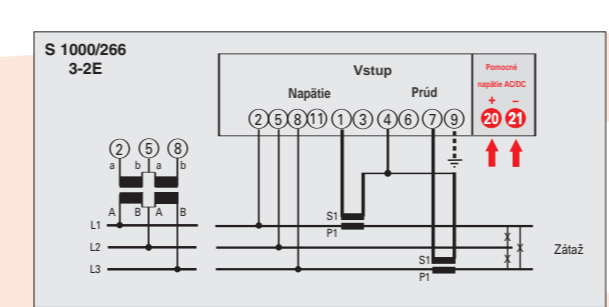 S 1000/266
3-2E
Vstup
Napätie
Prúd
Pomocné
napätie AC/DC
+ −
2 5 8 11 1 3 4 6 7 9 20 21
2 5 8
a b a b
A B A B
L1
L2
L3
S1
P1
S1
P1
Zátaž